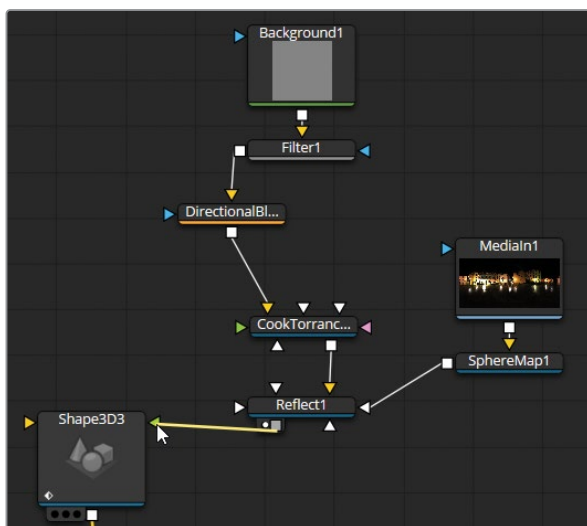 Background1
Filter1
DirectionalBl...
MediaIn1
CookTorranc...
SphereMap1
Reflect1
Shape3D3